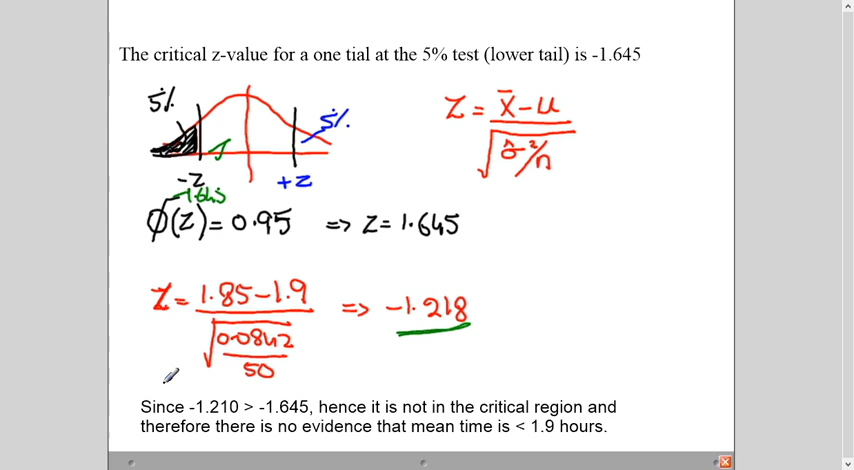 The critical z-value for a one tial at the 5% test (lower tail) is -1.645
5%
5%
-Z
+Z
-1.645
Z = x̄ - u / √(σ̂²/n)
Φ(Z) = 0.95 => Z = 1.645
Z = 1.85 - 1.9 / √(0.0842/50) => -1.218
Since -1.210 > -1.645, hence it is not in the critical region and
therefore there is no evidence that mean time is < 1.9 hours.